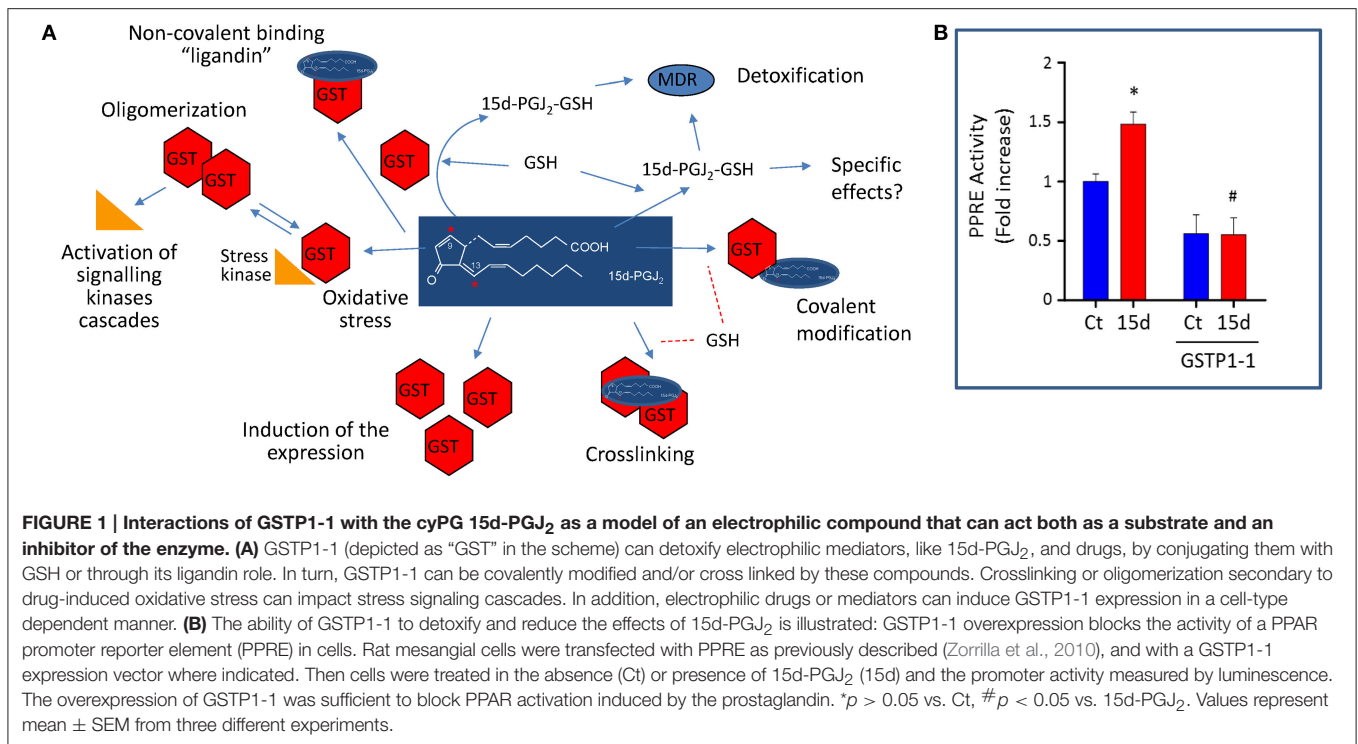 A
Non-covalent binding
“ligandin”
GST
Oligomerization
GST
GST
GST
15d-PGJ2-GSH
MDR
Detoxification
GSH
15d-PGJ2-GSH
Specific
effects?
Activation of
signalling
kinases
cascades
Stress
kinase
GST
Oxidative
stress
9
13
O
COOH
15d-PGJ2
GST
Covalent
modification
GSH
Induction of the
expression
GST
GST
GST
GST
Crosslinking
B
PPRE Activity
(Fold increase)
2
1.5
1
0.5
0
*
#
Ct 15d
Ct 15d
GSTP1-1
FIGURE 1 | Interactions of GSTP1-1 with the cyPG 15d-PGJ2 as a model of an electrophilic compound that can act both as a substrate and an
inhibitor of the enzyme. (A) GSTP1-1 (depicted as “GST” in the scheme) can detoxify electrophilic mediators, like 15d-PGJ2, and drugs, by conjugating them with
GSH or through its ligandin role. In turn, GSTP1-1 can be covalently modified and/or cross linked by these compounds. Crosslinking or oligomerization secondary to
drug-induced oxidative stress can impact stress signaling cascades. In addition, electrophilic drugs or mediators can induce GSTP1-1 expression in a cell-type
dependent manner. (B) The ability of GSTP1-1 to detoxify and reduce the effects of 15d-PGJ2 is illustrated: GSTP1-1 overexpression blocks the activity of a PPAR
promoter reporter element (PPRE) in cells. Rat mesangial cells were transfected with PPRE as previously described (Zorrilla et al., 2010), and with a GSTP1-1
expression vector where indicated. Then cells were treated in the absence (Ct) or presence of 15d-PGJ2 (15d) and the promoter activity measured by luminescence.
The overexpression of GSTP1-1 was sufficient to block PPAR activation induced by the prostaglandin. *p > 0.05 vs. Ct, #p < 0.05 vs. 15d-PGJ2. Values represent
mean ± SEM from three different experiments.